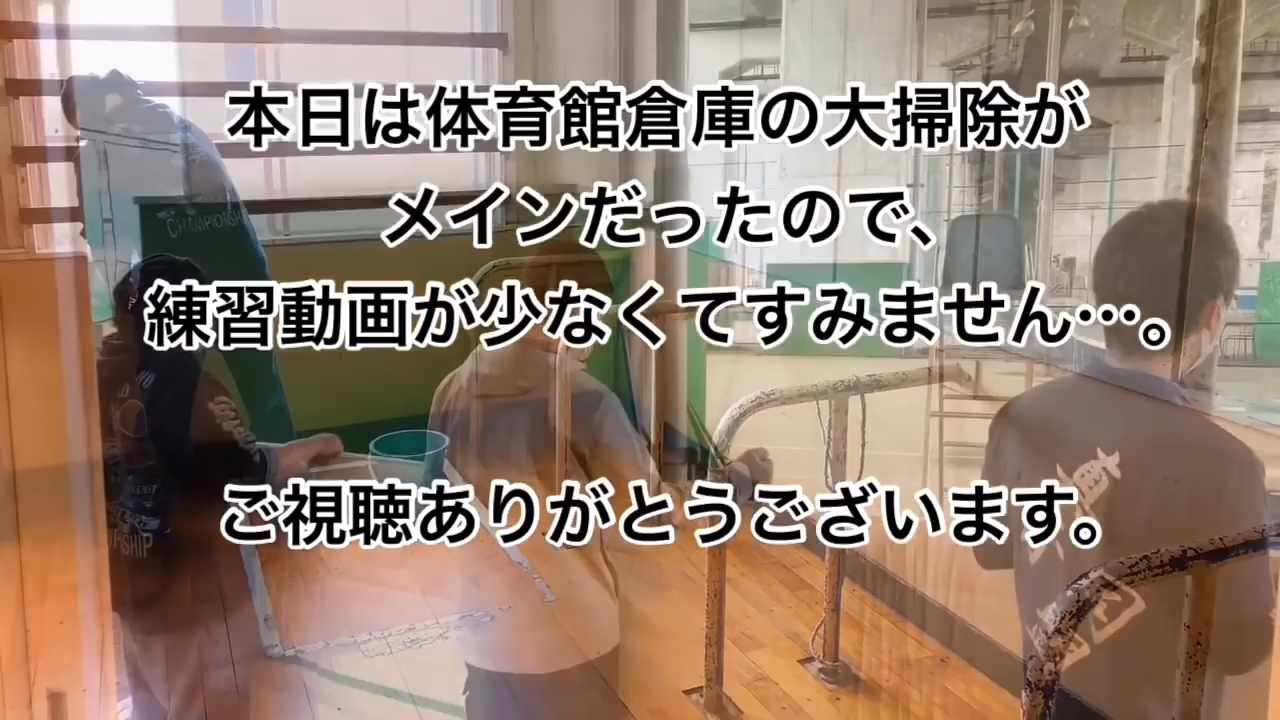 本日は体育館倉庫の大掃除が
メインだったので、
練習動画が少なくてすみません…。
ご視聴ありがとうございます。
CHAMPIONSHIP